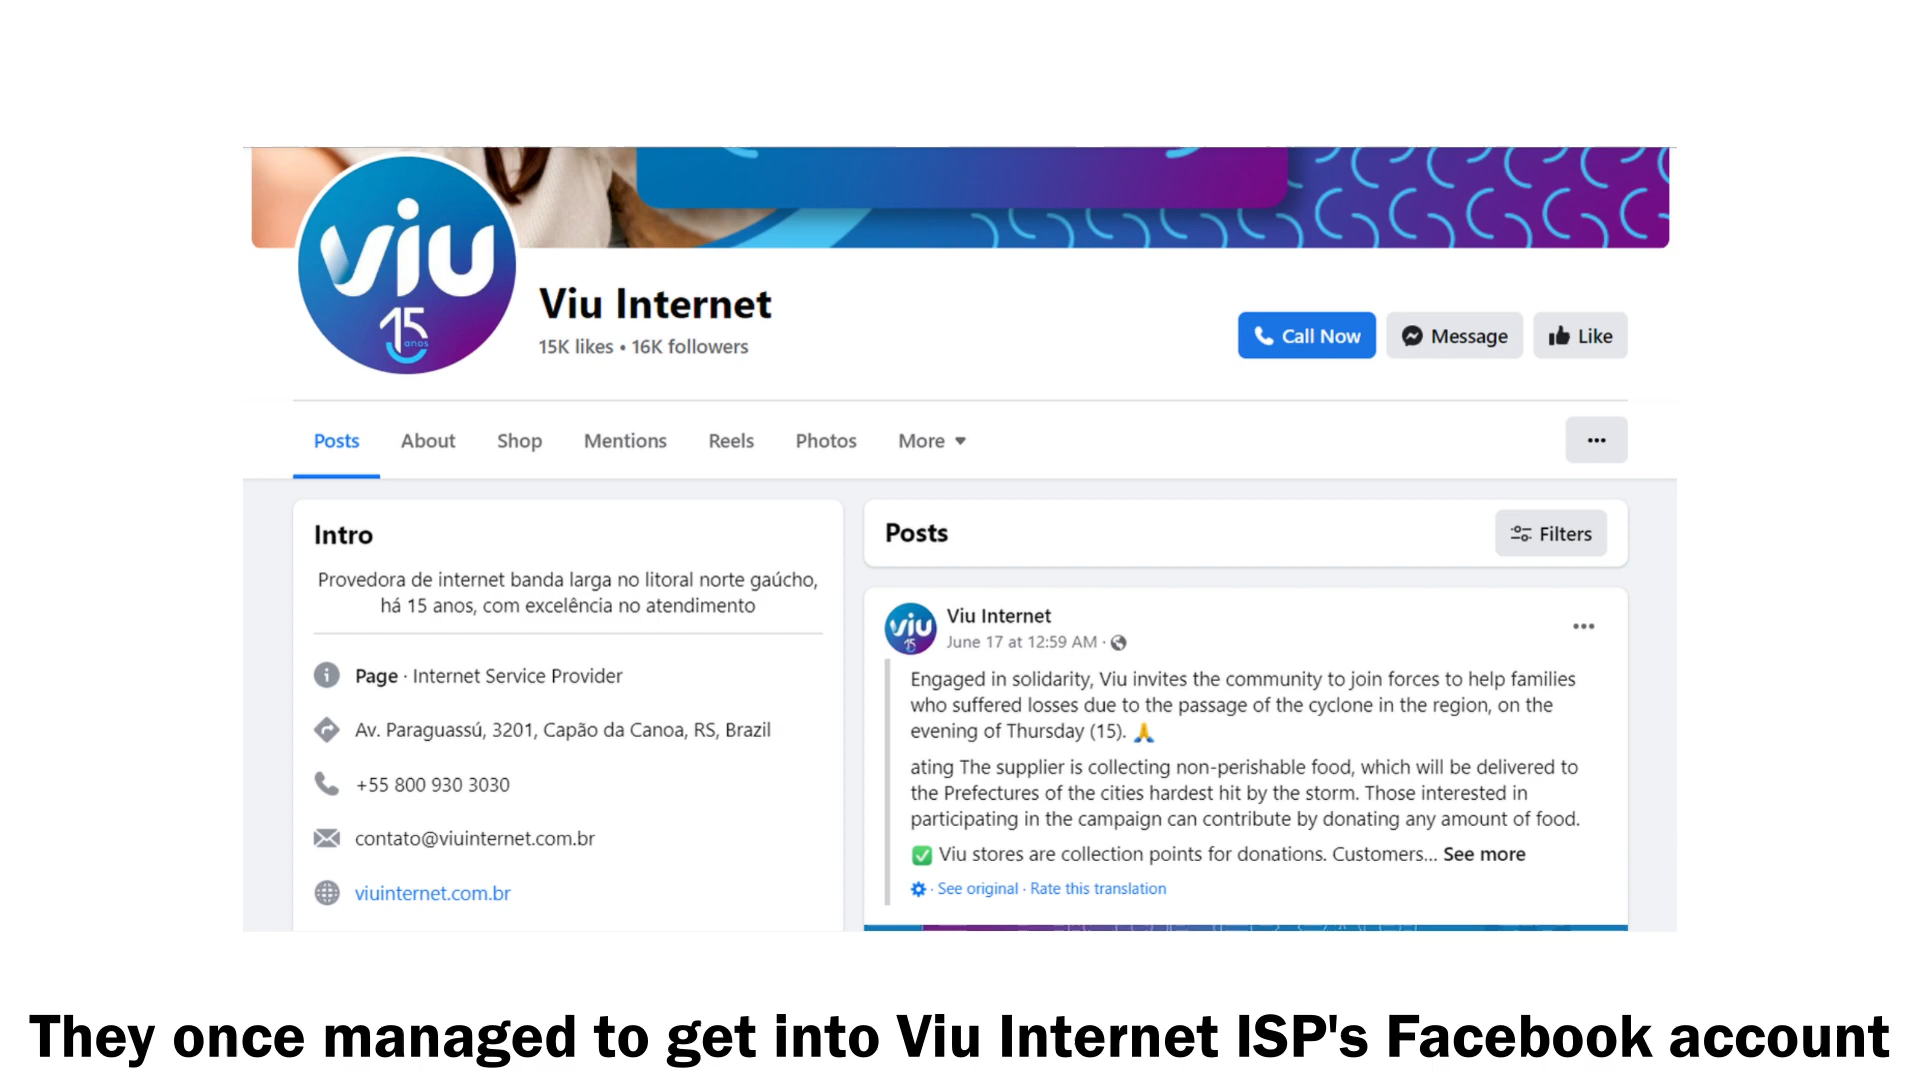 viu
15
anos
Viu Internet
15K likes • 16K followers
Call Now
Message
Like
Posts
About
Shop
Mentions
Reels
Photos
More
Intro
Provedora de internet banda larga no litoral norte gaúcho,
há 15 anos, com excelência no atendimento
Page · Internet Service Provider
Av. Paraguassú, 3201, Capão da Canoa, RS, Brazil
+55 800 930 3030
contato@viuinternet.com.br
viuinternet.com.br
Posts
Filters
viu
15
Viu Internet
June 17 at 12:59 AM ·
Engaged in solidarity, Viu invites the community to join forces to help families
who suffered losses due to the passage of the cyclone in the region, on the
evening of Thursday (15). 🙏
ating The supplier is collecting non-perishable food, which will be delivered to
the Prefectures of the cities hardest hit by the storm. Those interested in
participating in the campaign can contribute by donating any amount of food.
✅ Viu stores are collection points for donations. Customers... See more
· See original · Rate this translation
They once managed to get into Viu Internet ISP's Facebook account